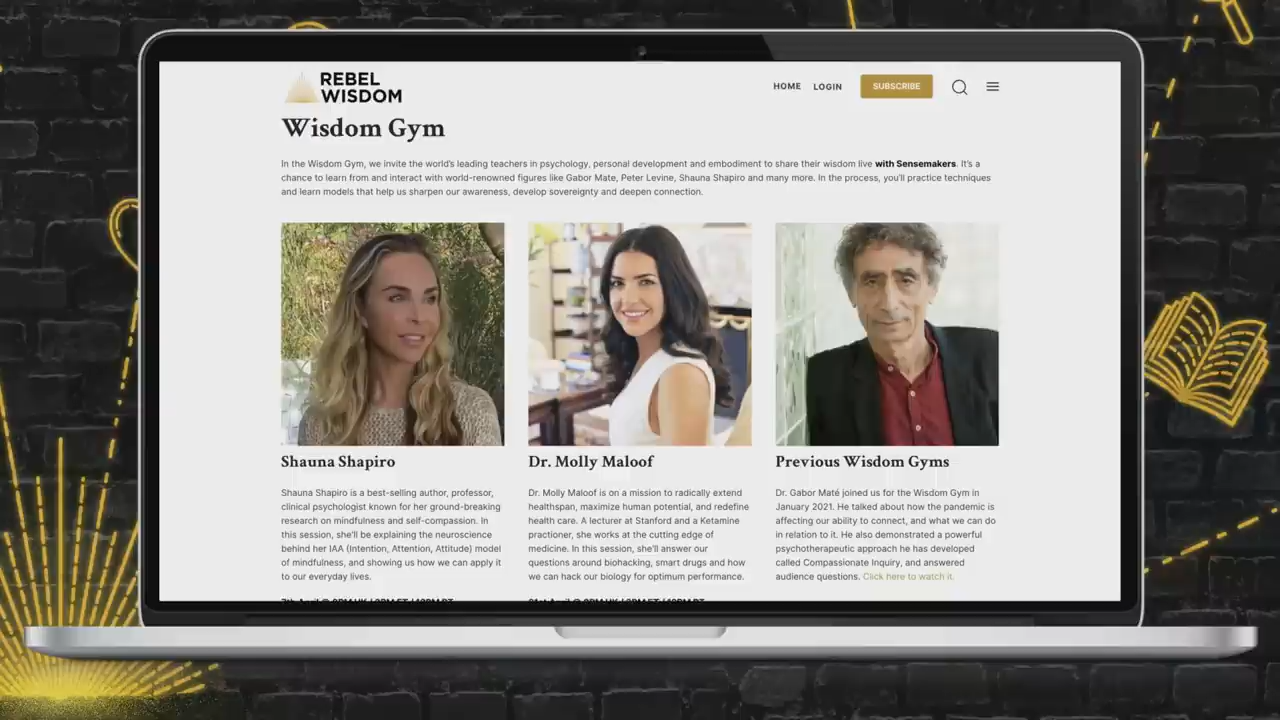 REBEL
WISDOM
HOME
LOGIN
SUBSCRIBE
Wisdom Gym
In the Wisdom Gym, we invite the world's leading teachers in psychology, personal development and embodiment to share their wisdom live with Sensemakers. It's a
chance to learn from and interact with world-renowned figures like Gabor Mate, Peter Levine, Shauna Shapiro and many more. In the process, you'll practice techniques
and learn models that help us sharpen our awareness, develop sovereignty and deepen connection.
Shauna Shapiro
Shauna Shapiro is a best-selling author, professor,
clinical psychologist known for her ground-breaking
research on mindfulness and self-compassion. In
this session, she'll be explaining the neuroscience
behind her IAA (Intention, Attention, Attitude) model
of mindfulness, and showing us how we can apply it
to our everyday lives.
Dr. Molly Maloof
Dr. Molly Maloof is on a mission to radically extend
healthspan, maximize human potential, and redefine
health care. A lecturer at Stanford and a Ketamine
practioner, she works at the cutting edge of
medicine. In this session, she'll answer our
questions around biohacking, smart drugs and how
we can hack our biology for optimum performance.
Previous Wisdom Gyms
Dr. Gabor Maté joined us for the Wisdom Gym in
January 2021. He talked about how the pandemic is
affecting our ability to connect, and what we can do
in relation to it. He also demonstrated a powerful
psychotherapeutic approach he has developed
called Compassionate Inquiry, and answered
audience questions. Click here to watch it.